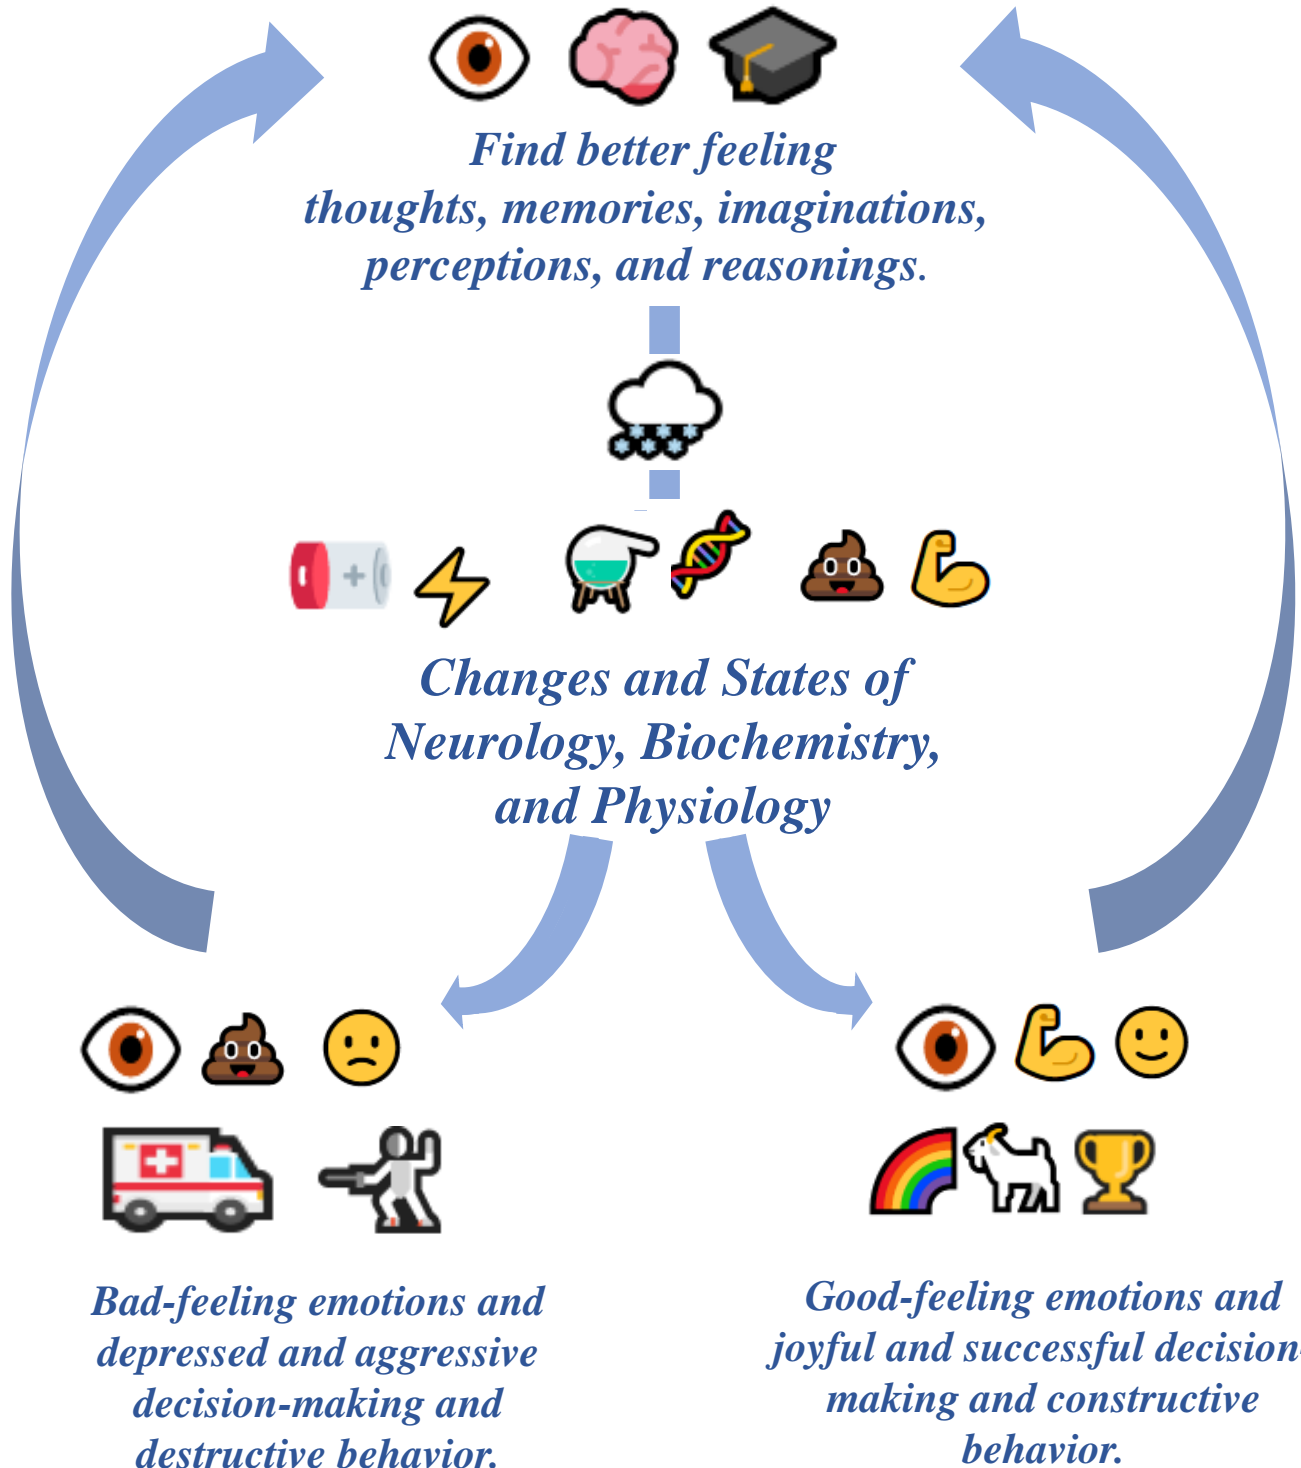 Find better feeling
thoughts, memories, imaginations,
perceptions, and reasonings.
Changes and States of
Neurology, Biochemistry,
and Physiology
Bad-feeling emotions and
depressed and aggressive
decision-making and
destructive behavior.
Good-feeling emotions and
joyful and successful decision-
making and constructive
behavior.